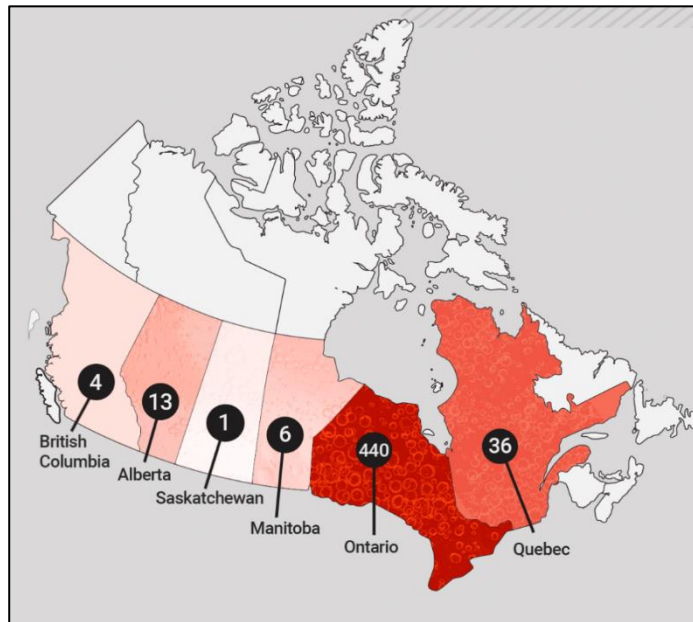 4
British
Columbia
13
Alberta
1
Saskatchewan
6
Manitoba
440
Ontario
36
Quebec